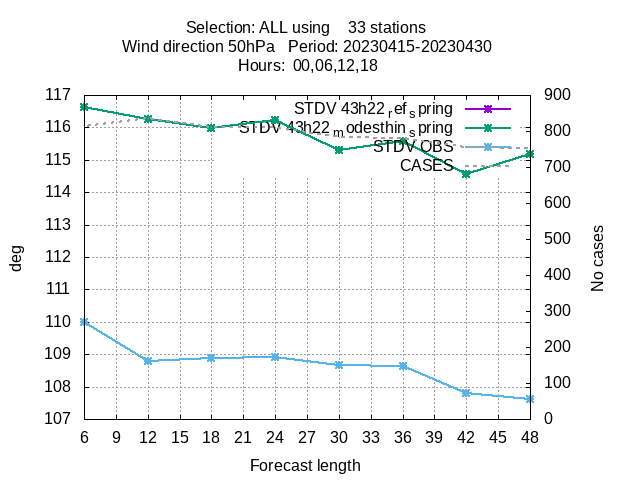 Selection: ALL using    33 stations
Wind direction 50hPa   Period: 20230415-20230430
Hours:  00,06,12,18
117 900
STDV 43h22_ref_spring
116 800
STDV 43h22_modesthin_spring
STDV OBS
115 700
CASES
114 600
113 500
deg
No cases
112 400
111 300
110 200
109
108 100
107 0
6 9 12 15 18 21 24 27 30 33 36 39 42 45 48
Forecast length